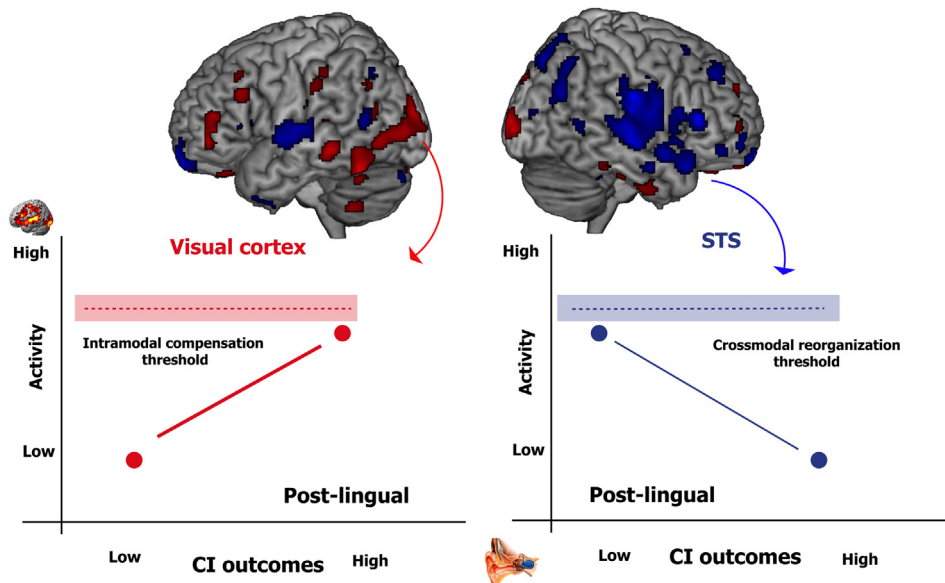 Visual cortex
High
Intramodal compensation
threshold
Activity
Low
Post-lingual
Low
CI outcomes
High
STS
High
Crossmodal reorganization
threshold
Activity
Low
Post-lingual
Low
CI outcomes
High